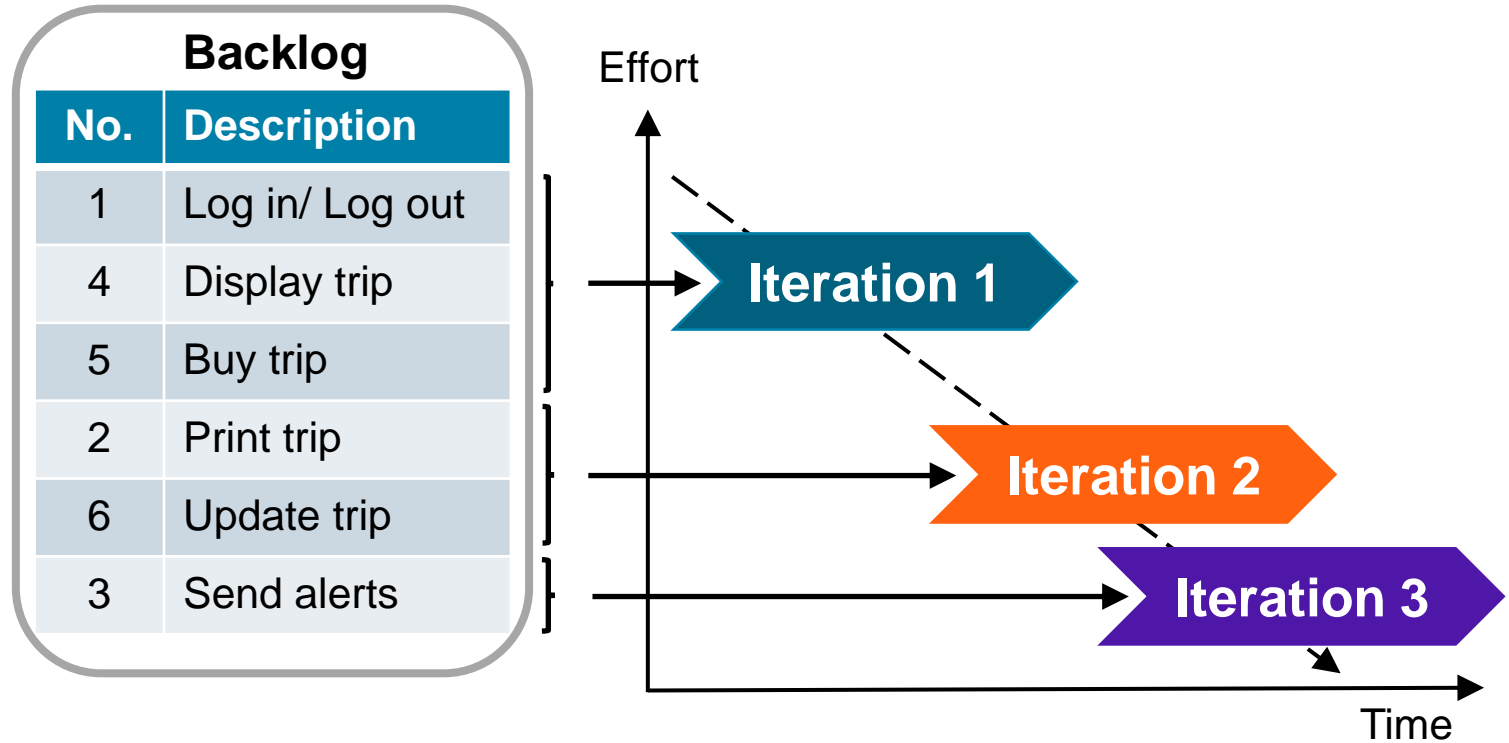 Backlog
No. Description
1 Log in/ Log out
4 Display trip
5 Buy trip
2 Print trip
6 Update trip
3 Send alerts
Effort
Iteration 1
Iteration 2
Iteration 3
Time